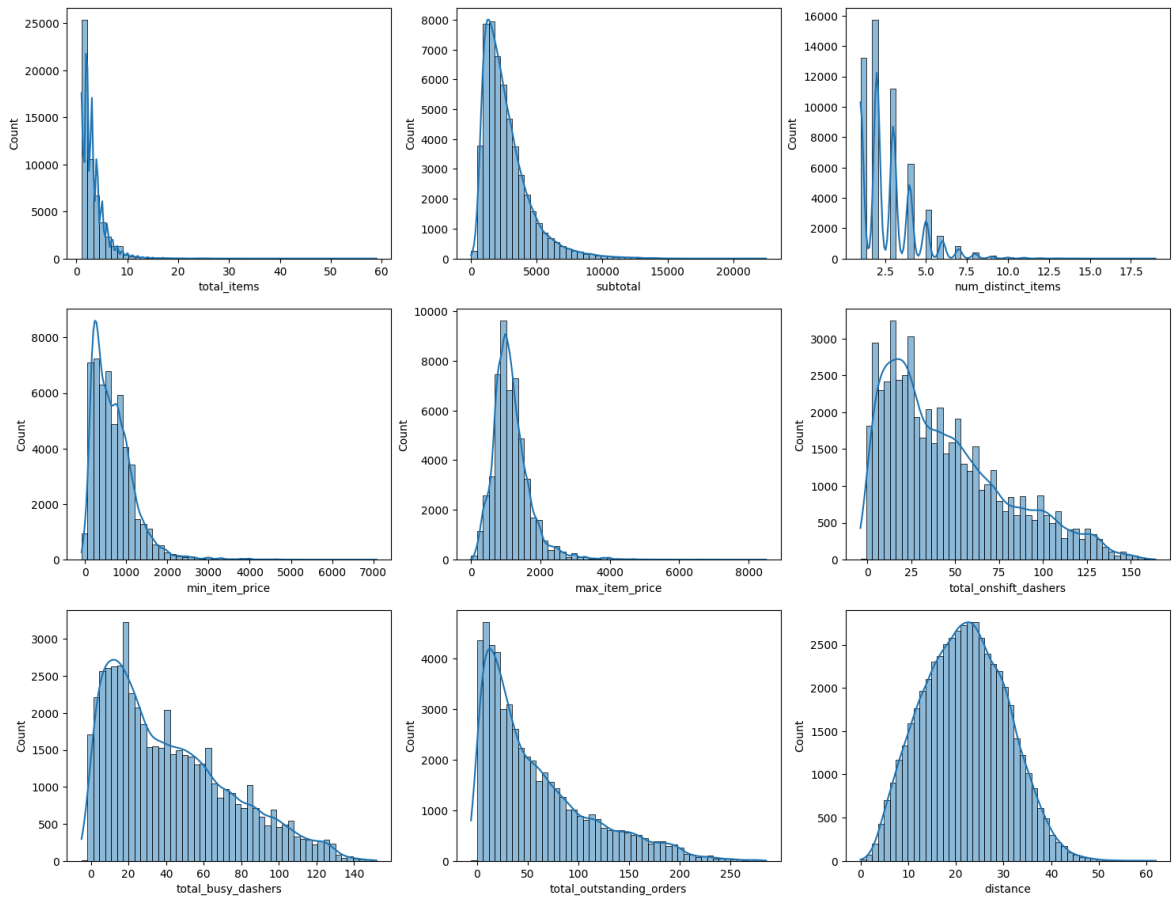 25000
20000
15000
10000
5000
0
Count
0 10 20 30 40 50 60
total_items
8000
7000
6000
5000
4000
3000
2000
1000
0
Count
0 5000 10000 15000 20000
subtotal
16000
14000
12000
10000
8000
6000
4000
2000
0
Count
2.5 5.0 7.5 10.0 12.5 15.0 17.5
num_distinct_items
8000
6000
4000
2000
0
Count
0 1000 2000 3000 4000 5000 6000 7000
min_item_price
10000
8000
6000
4000
2000
0
Count
0 2000 4000 6000 8000
max_item_price
3000
2500
2000
1500
1000
500
0
Count
0 25 50 75 100 125 150
total_onshift_dashers
3000
2500
2000
1500
1000
500
0
Count
0 20 40 60 80 100 120 140
total_busy_dashers
4000
3000
2000
1000
0
Count
0 50 100 150 200 250
total_outstanding_orders
2500
2000
1500
1000
500
0
Count
0 10 20 30 40 50 60
distance